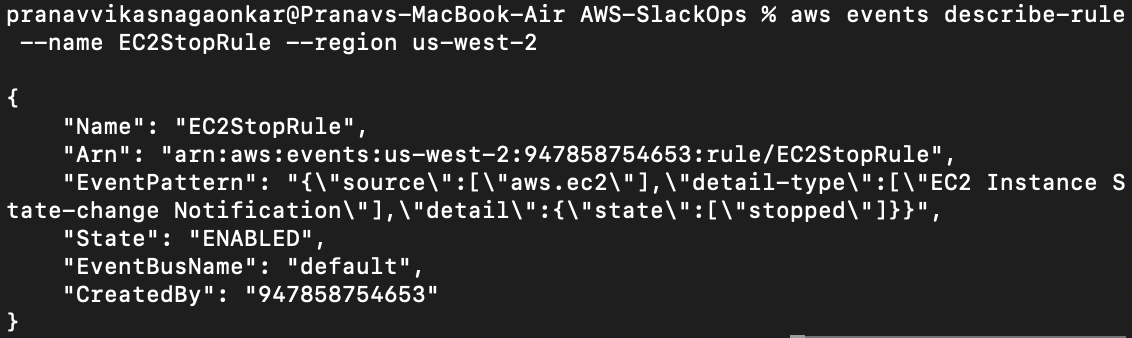 pranavvikasnagaonkar@Pranavs-MacBook-Air AWS-SlackOps % aws events describe-rule
--name EC2StopRule --region us-west-2
{
"Name": "EC2StopRule",
"Arn": "arn:aws:events:us-west-2:947858754653:rule/EC2StopRule",
"EventPattern": "{\"source\":[\"aws.ec2\"],\"detail-type\":[\"EC2 Instance S
tate-change Notification\"],\"detail\":{\"state\":[\"stopped\"]}}",
"State": "ENABLED",
"EventBusName": "default",
"CreatedBy": "947858754653"
}